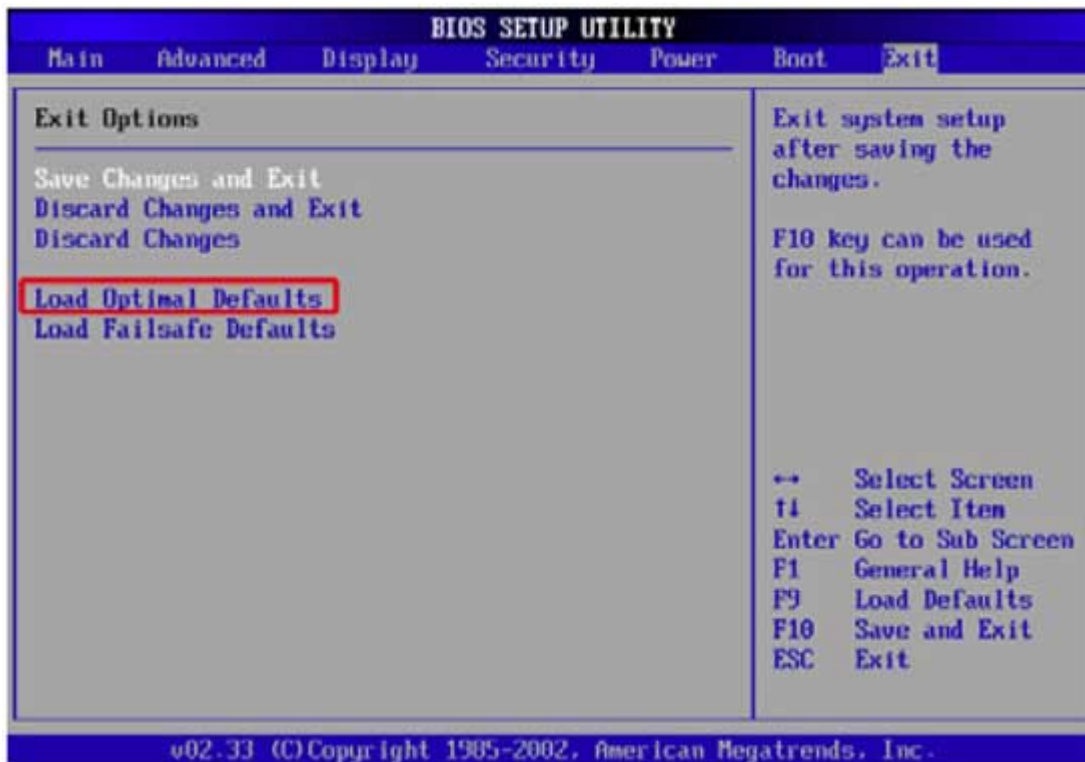 BIOS SETUP UTILITY
Main Advanced Display Security Power Boot Exit
Exit Options
Save Changes and Exit
Discard Changes and Exit
Discard Changes
Load Optimal Defaults
Load Failsafe Defaults
Exit system setup
after saving the
changes.
F10 key can be used
for this operation.
←→ Select Screen
↑↓ Select Item
Enter Go to Sub Screen
F1 General Help
F9 Load Defaults
F10 Save and Exit
ESC Exit
v02.33 (C)Copyright 1985-2002, American Megatrends, Inc.